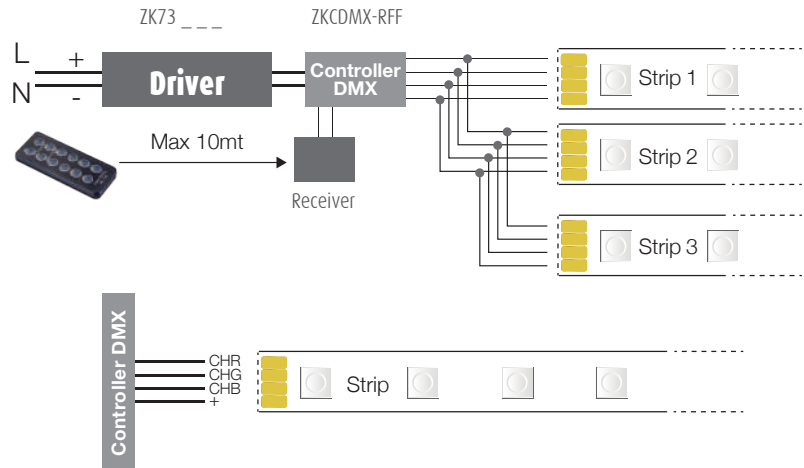 ZK73 _ _ _
ZKCDMX-RFF
L
+
N
-
Driver
Controller
DMX
Strip 1
Max 10mt
Strip 2
Receiver
Strip 3
Controller DMX
CHR
CHG
CHB
+
Strip